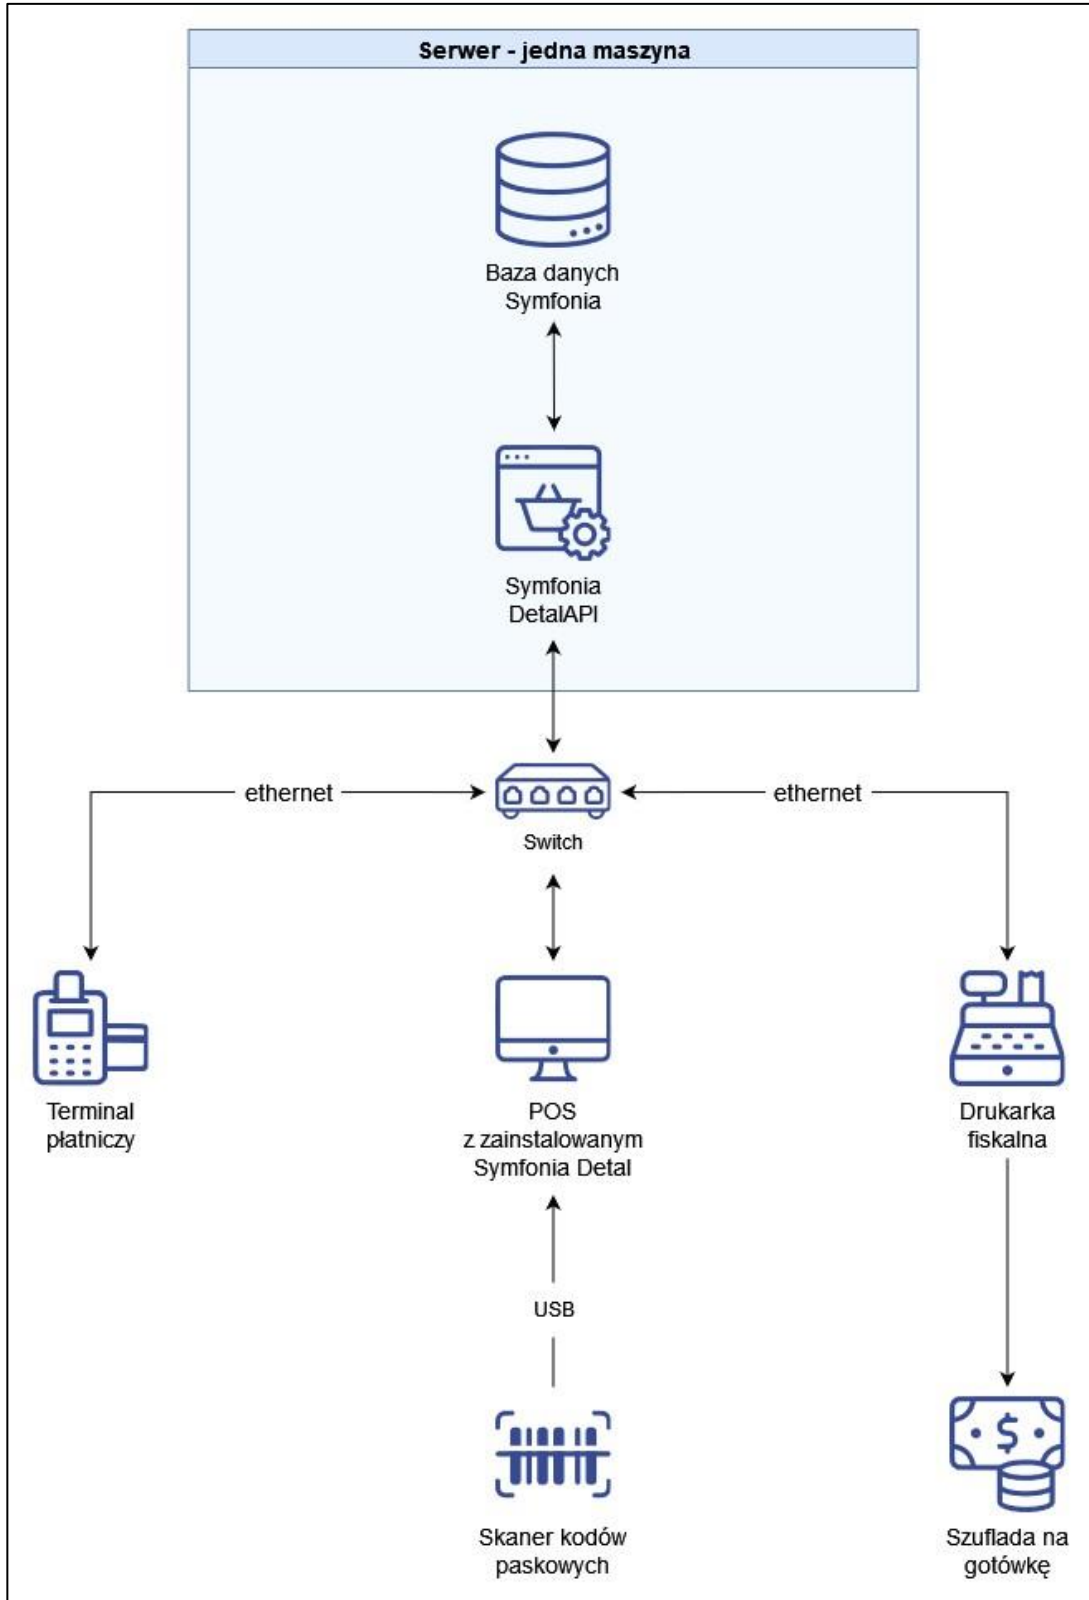 Serwer - jedna maszyna
Baza danych
Symfonia
Symfonia
DetalAPI
ethernet
ethernet
Switch
Terminal
płatniczy
POS
z zainstalowanym
Symfonia Detal
Drukarka
fiskalna
USB
Skaner kodów
paskowych
$
Szuflada na
gotówkę